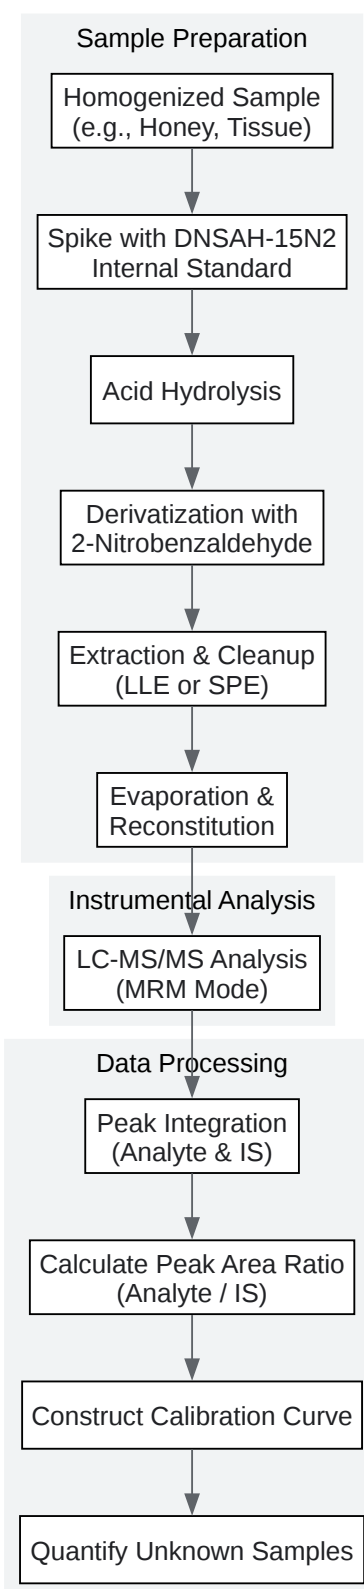 Sample Preparation
Homogenized Sample
(e.g., Honey, Tissue)
Spike with DNSAH-15N2
Internal Standard
Acid Hydrolysis
Derivatization with
2-Nitrobenzaldehyde
Extraction & Cleanup
(LLE or SPE)
Evaporation &
Reconstitution
Instrumental Analysis
LC-MS/MS Analysis
(MRM Mode)
Data Processing
Peak Integration
(Analyte & IS)
Calculate Peak Area Ratio
(Analyte / IS)
Construct Calibration Curve
Quantify Unknown Samples